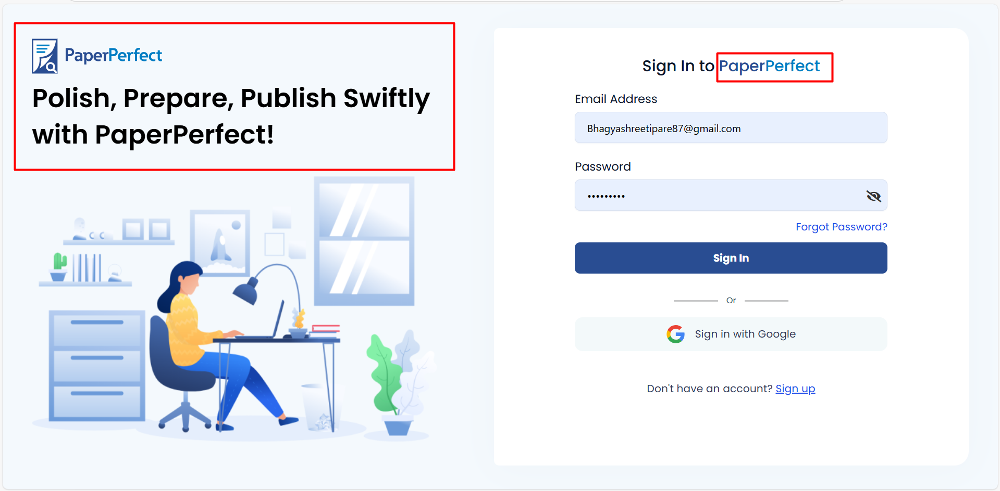 PaperPerfect
Polish, Prepare, Publish Swiftly
with PaperPerfect!
Sign In to PaperPerfect
Email Address
Bhagyashreetipare87@gmail.com
Password
•••••••••
Forgot Password?
Sign In
Or
Sign in with Google
Don't have an account? Sign up